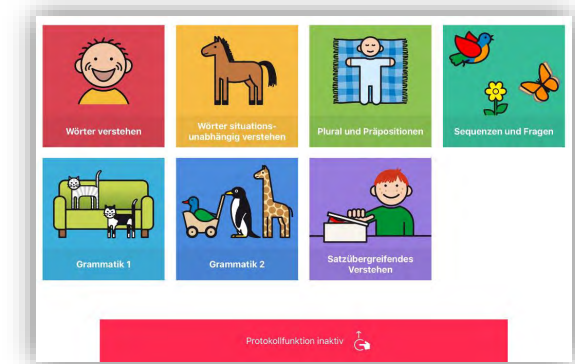 Wörter verstehen
Wörter situations-
unabhängig verstehen
Plural und Präpositionen
Sequenzen und Fragen
Grammatik 1
Grammatik 2
Satzübergreifendes
Verstehen
Protokollfunktion inaktiv